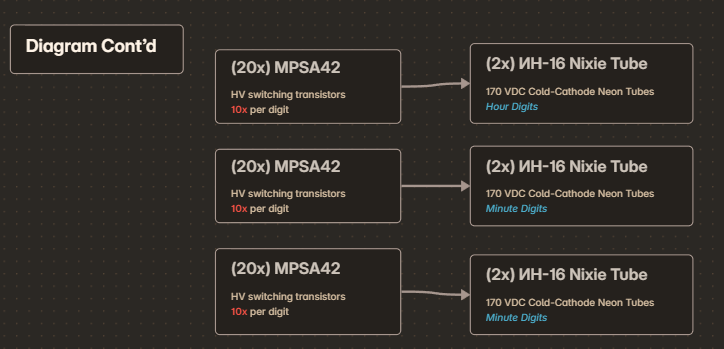 Diagram Cont'd
(20x) MPSA42
HV switching transistors
10x per digit
(2x) ИН-16 Nixie Tube
170 VDC Cold-Cathode Neon Tubes
Hour Digits
(20x) MPSA42
HV switching transistors
10x per digit
(2x) ИН-16 Nixie Tube
170 VDC Cold-Cathode Neon Tubes
Minute Digits
(20x) MPSA42
HV switching transistors
10x per digit
(2x) ИН-16 Nixie Tube
170 VDC Cold-Cathode Neon Tubes
Minute Digits